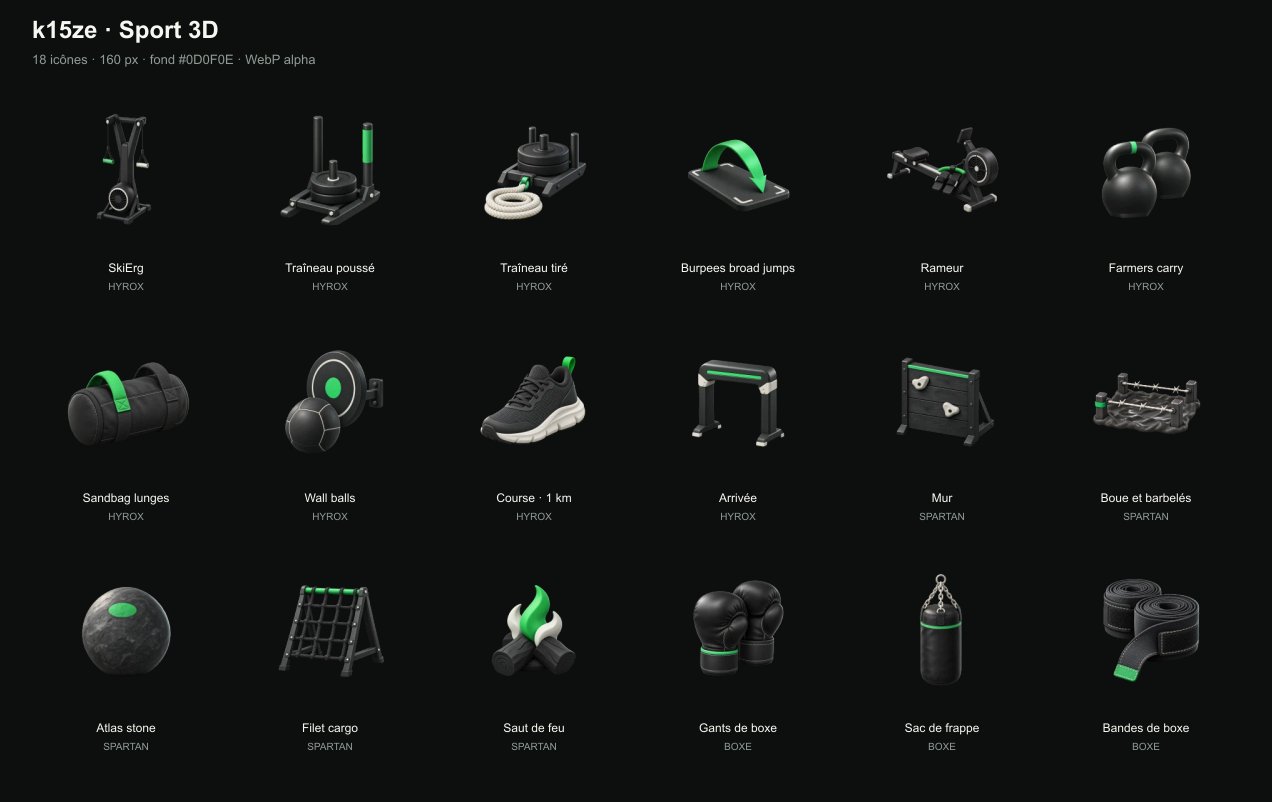 k15ze · Sport 3D
18 icônes · 160 px · fond #0D0F0E · WebP alpha
SkiErg
HYROX
Traîneau poussé
HYROX
Traîneau tiré
HYROX
Burpees broad jumps
HYROX
Rameur
HYROX
Farmers carry
HYROX
Sandbag lunges
HYROX
Wall balls
HYROX
Course · 1 km
HYROX
Arrivée
HYROX
Mur
SPARTAN
Boue et barbelés
SPARTAN
Atlas stone
SPARTAN
Filet cargo
SPARTAN
Saut de feu
SPARTAN
Gants de boxe
BOXE
Sac de frappe
BOXE
Bandes de boxe
BOXE